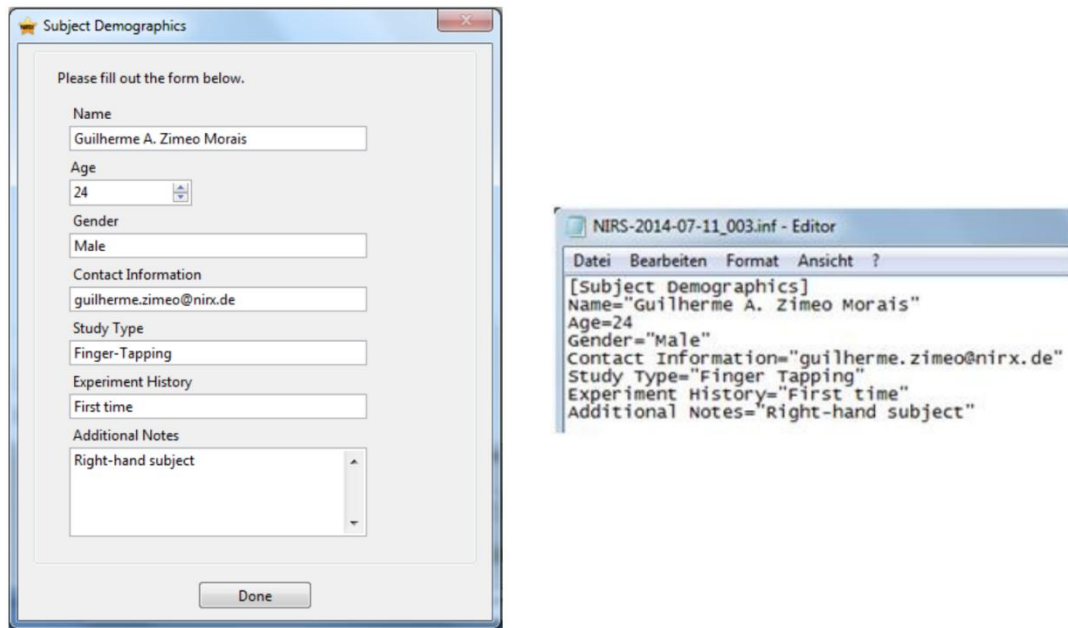 Subject Demographics
Please fill out the form below.
Name
Guilherme A. Zimeo Morais
Age
24
Gender
Male
Contact Information
guilherme.zimeo@nirx.de
Study Type
Finger-Tapping
Experiment History
First time
Additional Notes
Right-hand subject
Done
NIRS-2014-07-11_003.inf - Editor
Datei Bearbeiten Format Ansicht ?
[Subject Demographics]
Name="Guilherme A. Zimeo Morais"
Age=24
Gender="Male"
Contact Information="guilherme.zimeo@nirx.de"
Study Type="Finger Tapping"
Experiment History="First time"
Additional Notes="Right-hand subject"